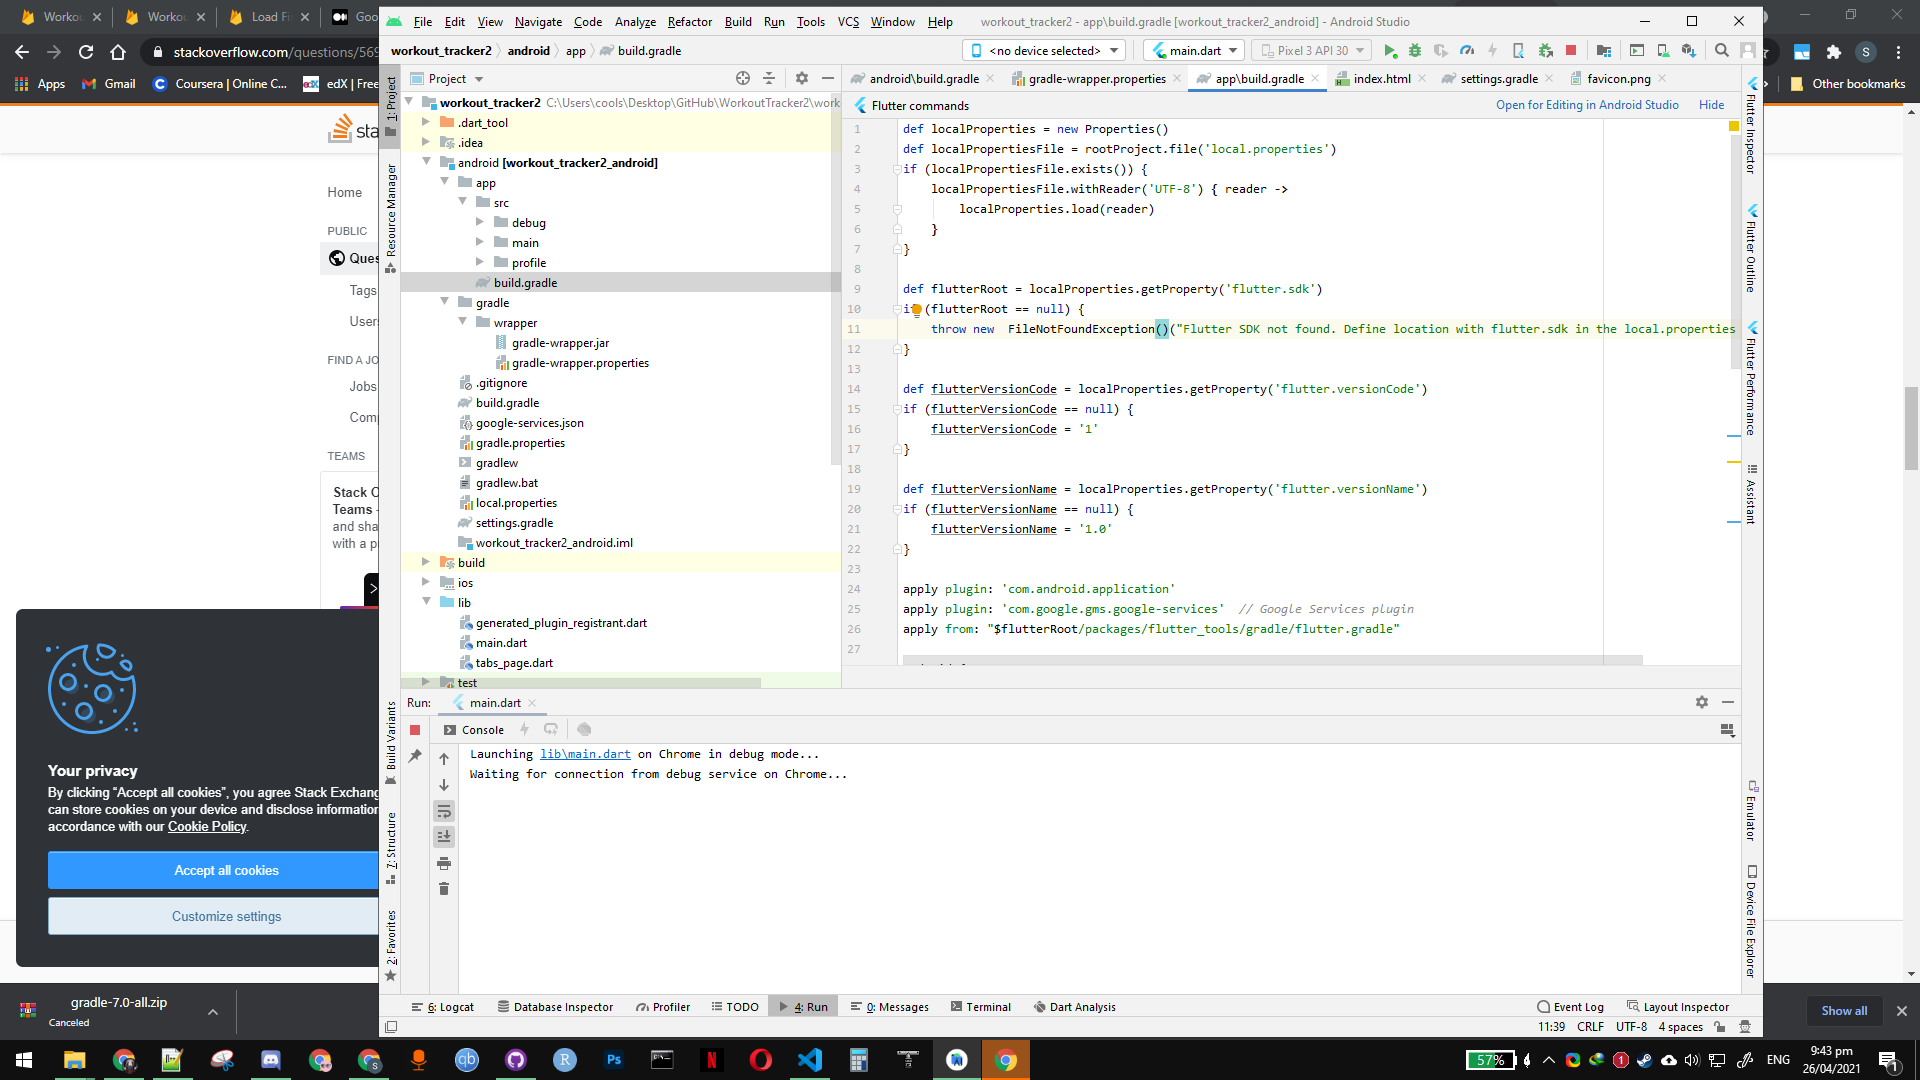 Workou
Workou
Load Fi
Goo
stackoverflow.com/questions/569
Apps
Gmail
Coursera | Online C...
edX | Free
Other bookmarks
File Edit View Navigate Code Analyze Refactor Build Run Tools VCS Window Help
workout_tracker2 - app\build.gradle [workout_tracker2_android] - Android Studio
workout_tracker2 android app build.gradle
<no device selected>
main.dart
Pixel 3 API 30
Project
android\build.gradle
gradle-wrapper.properties
app\build.gradle
index.html
settings.gradle
favicon.png
Flutter commands
Open for Editing in Android Studio
Hide
1: Project
Resource Manager
Build Variants
7: Structure
2: Favorites
workout_tracker2 C:\Users\cools\Desktop\GitHub\WorkoutTracker2\work
.dart_tool
.idea
android [workout_tracker2_android]
app
src
debug
main
profile
build.gradle
gradle
wrapper
gradle-wrapper.jar
gradle-wrapper.properties
.gitignore
build.gradle
google-services.json
gradle.properties
gradlew
gradlew.bat
local.properties
settings.gradle
workout_tracker2_android.iml
build
ios
lib
generated_plugin_registrant.dart
main.dart
tabs_page.dart
test
1 def localProperties = new Properties()
2 def localPropertiesFile = rootProject.file('local.properties')
3 if (localPropertiesFile.exists()) {
4 localPropertiesFile.withReader('UTF-8') { reader ->
5 localProperties.load(reader)
6 }
7 }
8
9 def flutterRoot = localProperties.getProperty('flutter.sdk')
10 i (flutterRoot == null) {
11 throw new  FileNotFoundException()("Flutter SDK not found. Define location with flutter.sdk in the local.properties
12 }
13
14 def flutterVersionCode = localProperties.getProperty('flutter.versionCode')
15 if (flutterVersionCode == null) {
16 flutterVersionCode = '1'
17 }
18
19 def flutterVersionName = localProperties.getProperty('flutter.versionName')
20 if (flutterVersionName == null) {
21 flutterVersionName = '1.0'
22 }
23
24 apply plugin: 'com.android.application'
25 apply plugin: 'com.google.gms.google-services'  // Google Services plugin
26 apply from: "$flutterRoot/packages/flutter_tools/gradle/flutter.gradle"
27
Flutter Inspector
Flutter Outline
Flutter Performance
Assistant
Emulator
Device File Explorer
Run: main.dart
Console
Launching lib\main.dart on Chrome in debug mode...
Waiting for connection from debug service on Chrome...
6: Logcat
Database Inspector
Profiler
TODO
4: Run
0: Messages
Terminal
Dart Analysis
Event Log
Layout Inspector
11:39 CRLF UTF-8 4 spaces
sta
Home
PUBLIC
Ques
Tags
Users
FIND A JO
Jobs
Comp
TEAMS
Stack O
Teams -
and sha
with a p
Your privacy
By clicking “Accept all cookies”, you agree Stack Exchang
can store cookies on your device and disclose information
accordance with our Cookie Policy.
Accept all cookies
Customize settings
gradle-7.0-all.zip
Canceled
Show all
57%
ENG
9:43 pm
26/04/2021